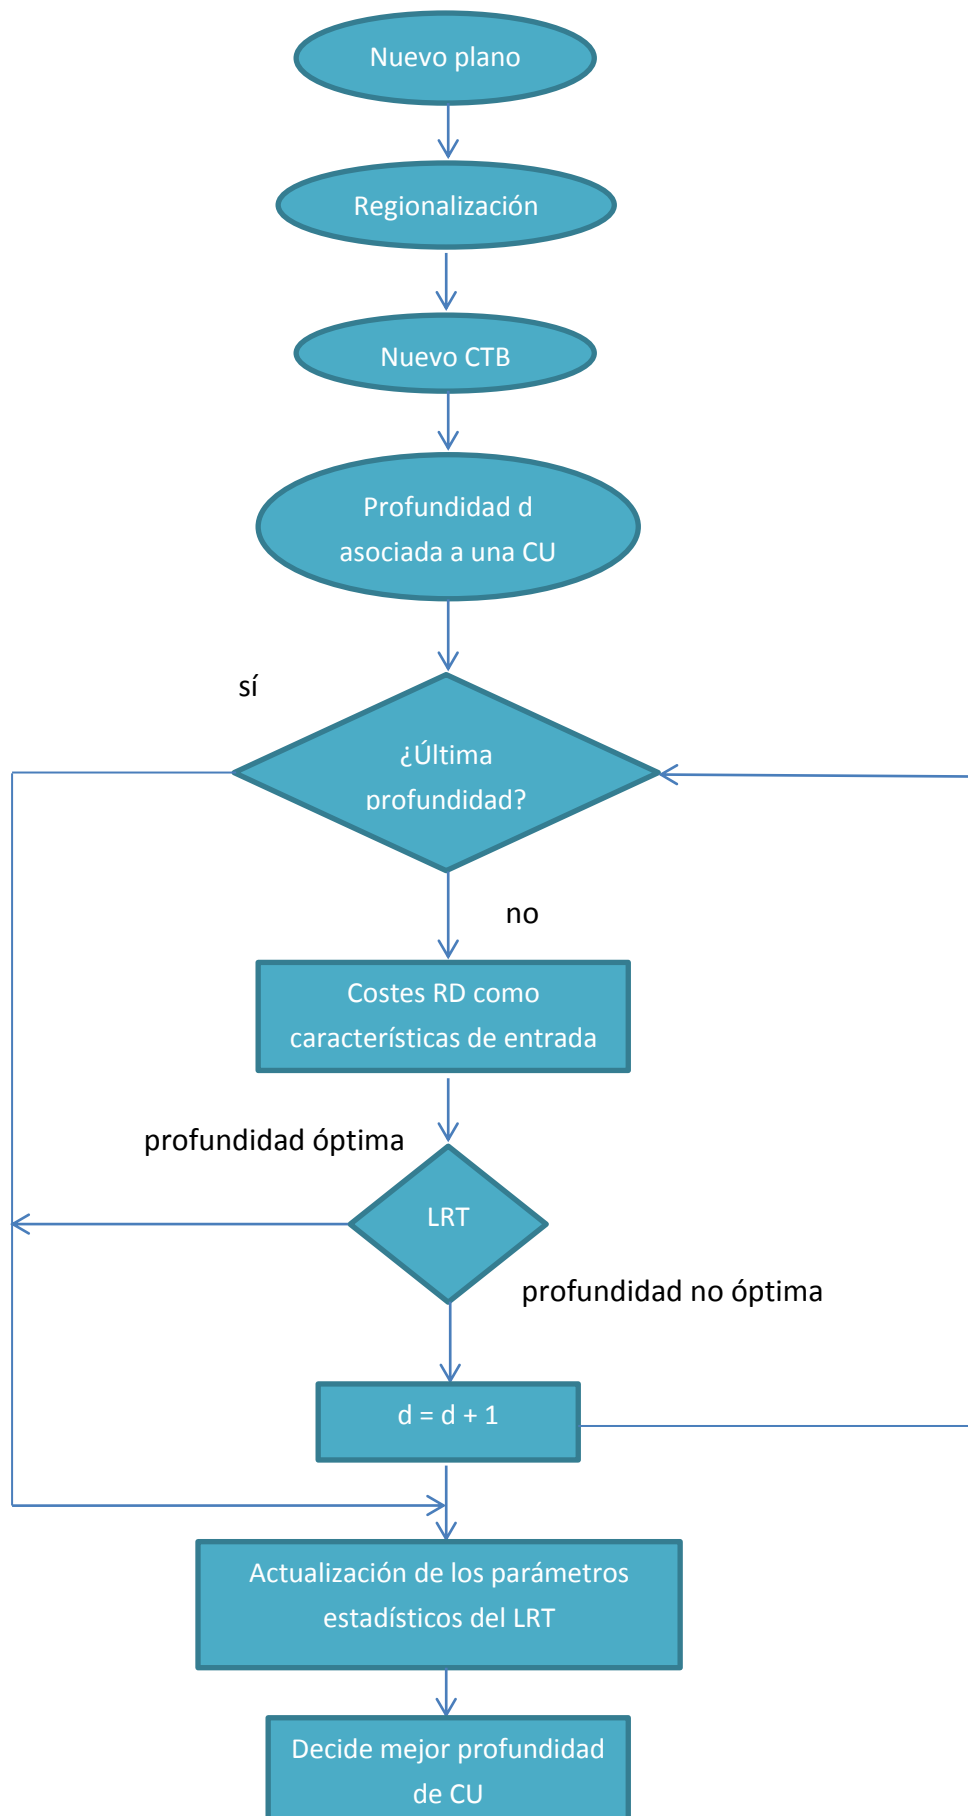 Nuevo plano
Regionalización
Nuevo CTB
Profundidad d
asociada a una CU
sí
¿Última
profundidad?
no
Costes RD como
características de entrada
profundidad óptima
LRT
profundidad no óptima
d = d + 1
Actualización de los parámetros
estadísticos del LRT
Decide mejor profundidad
de CU